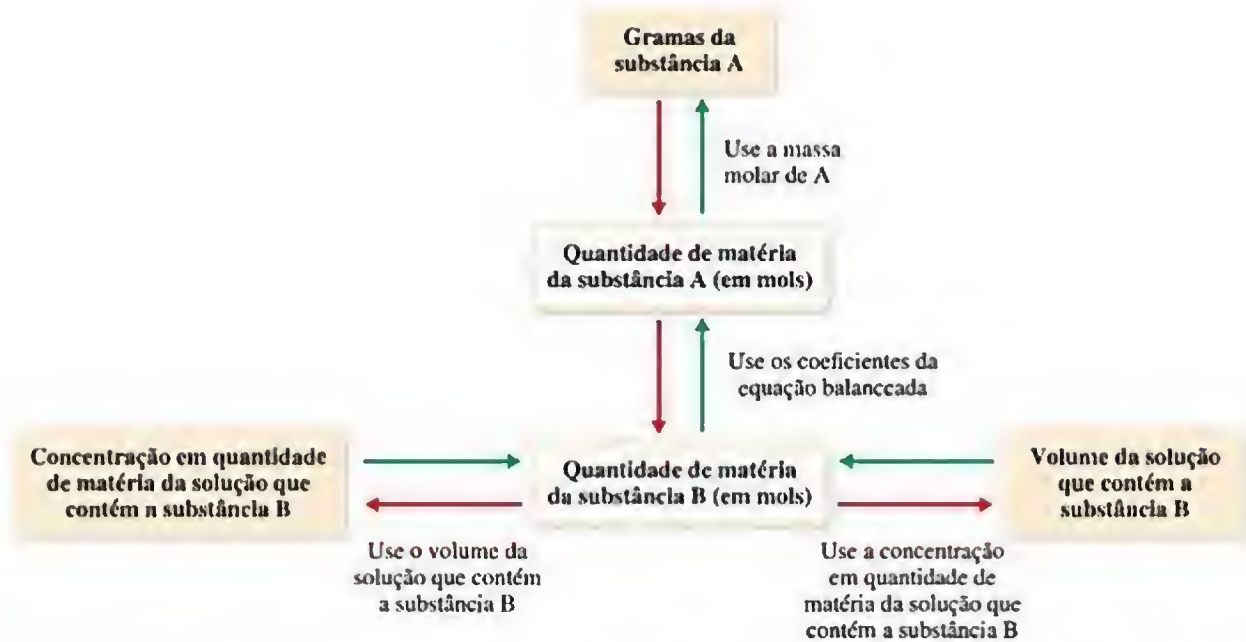 Gramas da
substância A
Use a massa
molar de A
Quantidade de matéria
da substância A (em mols)
Use os coeficientes da
equação balanceada
Concentração em quantidade
de matéria da solução que
contém a substância B
Quantidade de matéria
da substância B (em mols)
Volume da solução
que contém a
substância B
Use o volume da
solução que contém
a substância B
Use a concentração
em quantidade de
matéria da solução que
contém a substância B